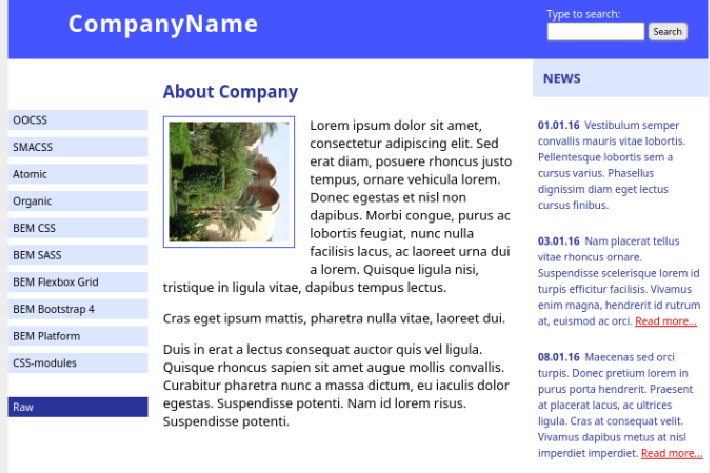 CompanyName
Type to search:
Search
OOCSS
SMACSS
Atomic
Organic
BEM CSS
BEM SASS
BEM Flexbox Grid
BEM Bootstrap 4
BEM Platform
CSS-modules
Raw
About Company
Lorem ipsum dolor sit amet,
consectetur adipiscing elit. Sed
erat diam, posuere rhoncus justo
tempus, ornare vehicula lorem.
Donec egestas et nisl non
dapibus. Morbi congue, purus ac
lobortis feugiat, nunc nulla
facilisis lacus, ac laoreet urna dui
a lorem. Quisque ligula nisi,
tristique in ligula vitae, dapibus tempus lectus.
Cras eget ipsum mattis, pharetra nulla vitae, laoreet dui.
Duis in erat a lectus consequat auctor quis vel ligula.
Quisque rhoncus sapien sit amet augue mollis convallis.
Curabitur pharetra nunc a massa dictum, eu iaculis dolor
egestas. Suspendisse potenti. Nam id lorem risus.
Suspendisse potenti.
NEWS
01.01.16 Vestibulum semper
convallis mauris vitae lobortis.
Pellentesque lobortis sem a
cursus varius. Phasellus
dignissim diam eget lectus
cursus finibus.
03.01.16 Nam placerat tellus
vitae rhoncus ornare.
Suspendisse scelerisque lorem id
turpis efficitur facilisis. Vivamus
enim magna, hendrerit id rutrum
at, euismod ac orci. Read more...
08.01.16 Maecenas sed orci
turpis. Donec pretium lorem in
purus porta hendrerit. Praesent
at placerat lacus, ac ultrices
ligula. Cras at consequat velit.
Vivamus dapibus metus at nisl
imperdiet imperdiet. Read more...